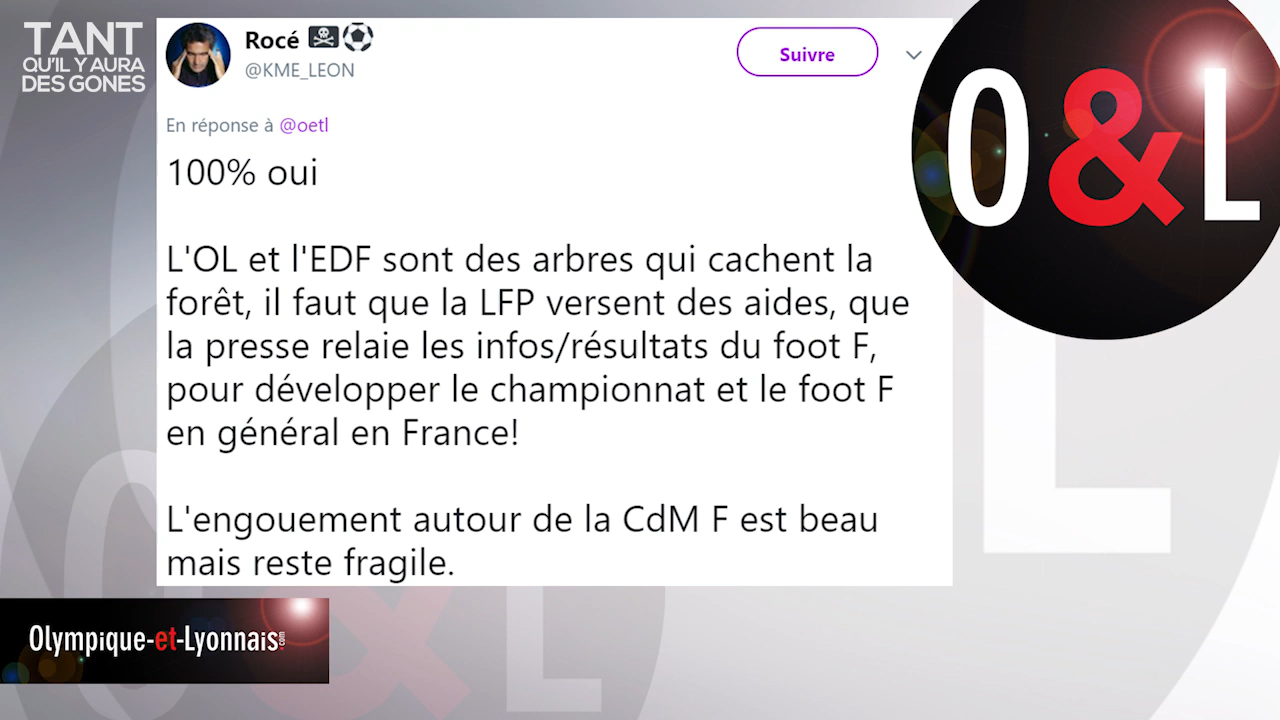 TANT
QU'IL Y AURA
DES GONES
Rocé
@KME_LEON
Suivre
En réponse à @oetl
100% oui
L'OL et l'EDF sont des arbres qui cachent la
forêt, il faut que la LFP versent des aides, que
la presse relaie les infos/résultats du foot F,
pour développer le championnat et le foot F
en général en France!
L'engouement autour de la CdM F est beau
mais reste fragile.
O&L
Olympique-et-Lyonnais.com
O&L